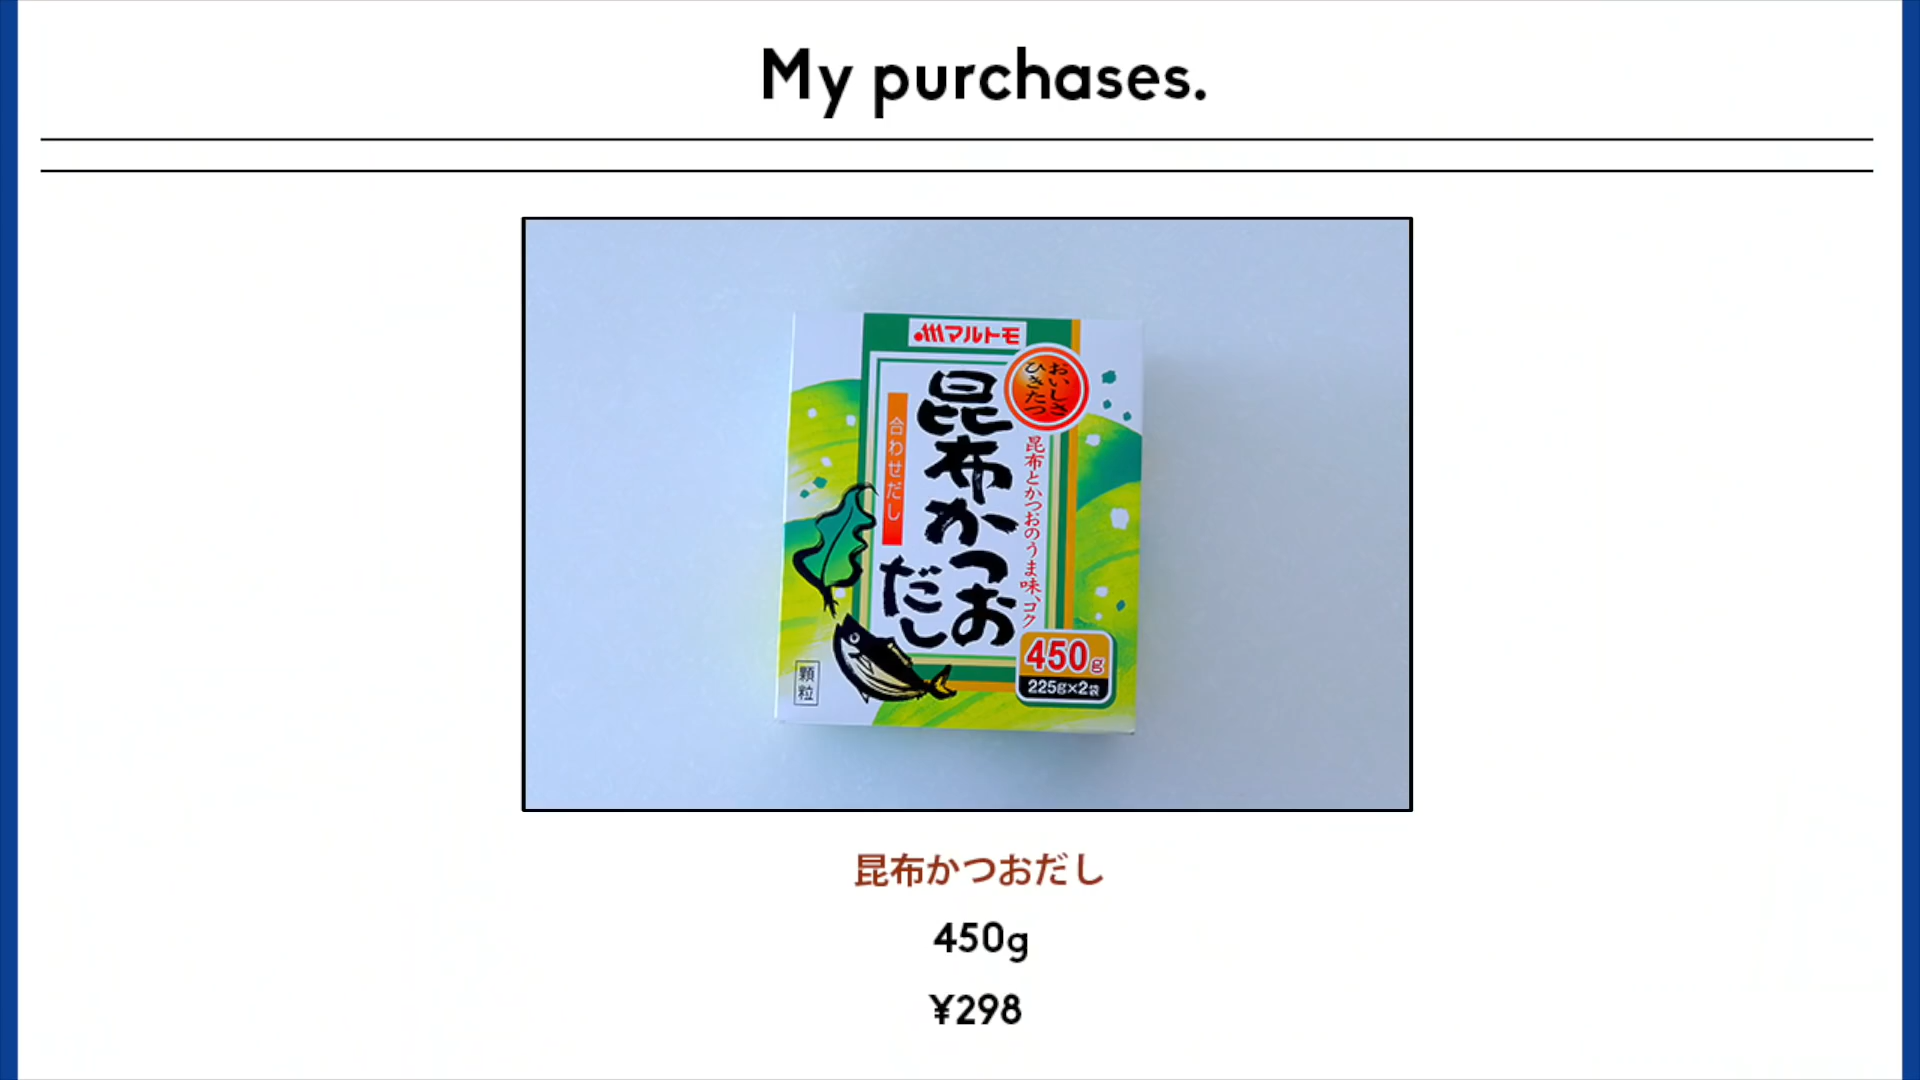 My purchases.
マルトモ
おいしさ
ひきたつ
昆布とかつおのうま味、コク
昆布かつお
だし
合わせだし
顆粒
450g
225g×2袋
昆布かつおだし
450g
¥298